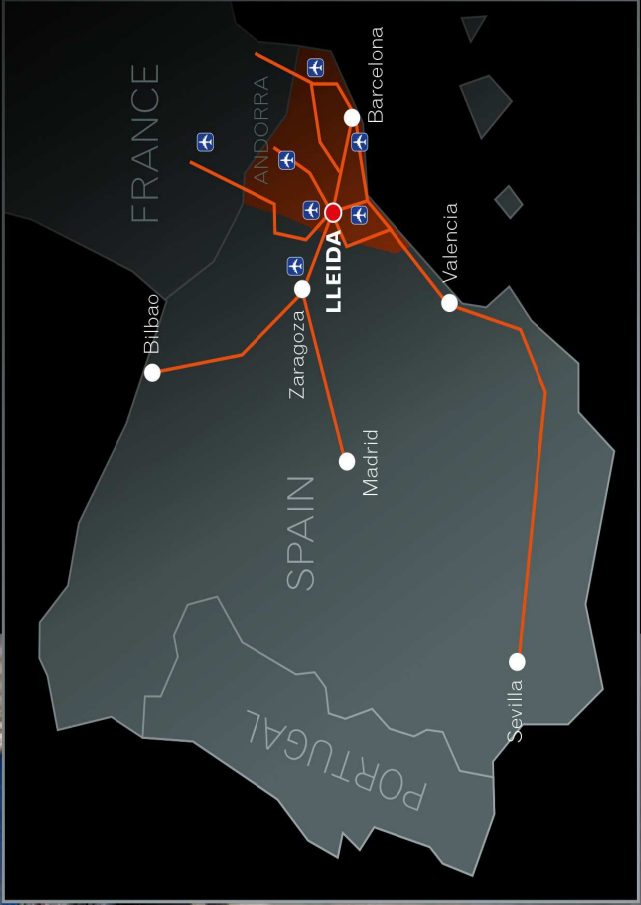 FRANCE
ANDORRA
Barcelona
Bilbao
LLEIDA
Zaragoza
Valencia
Madrid
SPAIN
PORTUGAL
Sevilla